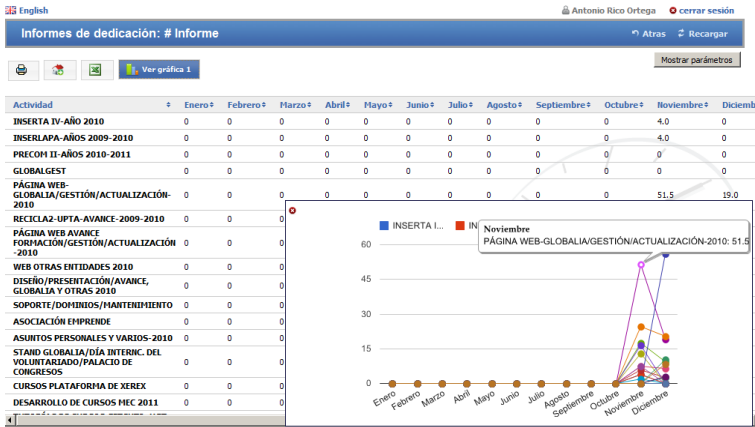 English
Antonio Rico Ortega cerrar sesión
Informes de dedicación: # Informe
Atras Recargar
Mostrar parámetros
Ver gráfica 1
Actividad Enero Febrero Marzo Abril Mayo Junio Julio Agosto Septiembre Octubre Noviembre Diciemb
INSERTA IV-AÑO 2010 0 0 0 0 0 0 0 0 0 0 4.0 0
INSERLAPA-AÑOS 2009-2010 0 0 0 0 0 0 0 0 0 0 4.0 0
PRECOM II-AÑOS 2010-2011 0 0 0 0 0 0 0 0 0 0 0 0
GLOBALGEST 0 0 0 0 0 0 0 0 0 0 0 0
PÁGINA WEB-
GLOBALIA/GESTIÓN/ACTUALIZACIÓN- 0 0 0 0 0 0 0 0 0 0 51.5 19.0
2010
RECICLA2-UPTA-AVANCE-2009-2010 0 0 0
PÁGINA WEB AVANCE
FORMACIÓN/GESTIÓN/ACTUALIZACIÓN 0 0 0
-2010
WEB OTRAS ENTIDADES 2010 0 0 0
DISEÑO/PRESENTACIÓN/AVANCE, 0 0 0
GLOBALIA Y OTRAS 2010
SOPORTE/DOMINIOS/MANTENIMIENTO 0 0 0
ASOCIACIÓN EMPRENDE 0 0 0
ASUNTOS PERSONALES Y VARIOS-2010 0 0 0
STAND GLOBALIA/DÍA INTERNC. DEL
VOLUNTARIADO/PALACIO DE 0 0 0
CONGRESOS
CURSOS PLATAFORMA DE XEREX 0 0 0
DESARROLLO DE CURSOS MEC 2011 0 0 0
INSERTA I... IN
Noviembre
PÁGINA WEB-GLOBALIA/GESTIÓN/ACTUALIZACIÓN-2010: 51.5
60
45
30
15
0
Enero Febrero Marzo Abril Mayo Junio Julio Agosto Septiembre Octubre Noviembre Diciembre